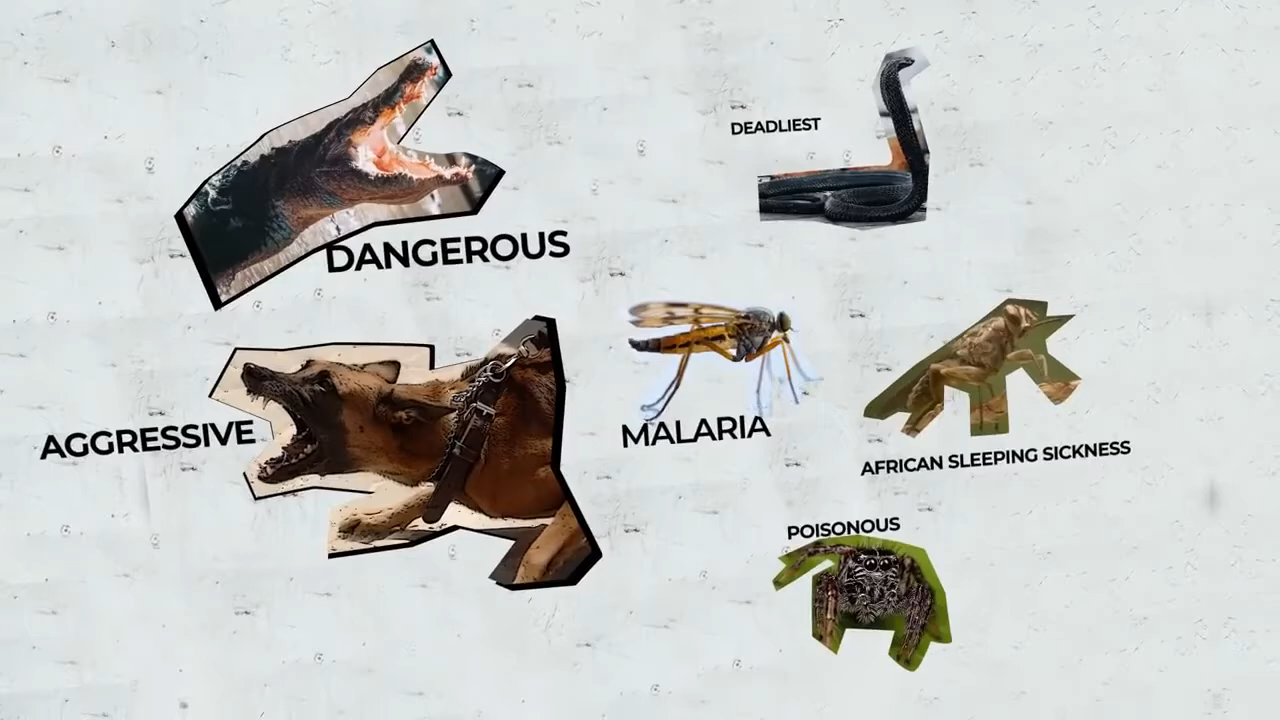 DANGEROUS
DEADLIEST
AGGRESSIVE
MALARIA
AFRICAN SLEEPING SICKNESS
POISONOUS